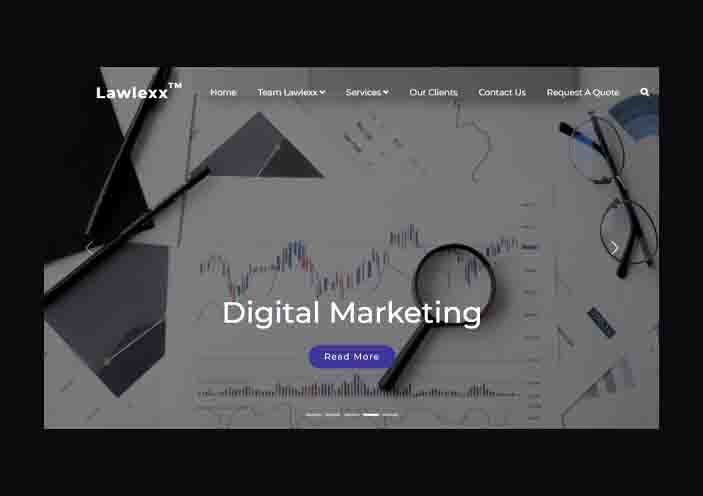 Lawlexx™ Home Team Lawlexx Services Our Clients Contact Us Request A Quote
Digital Marketing
Read More